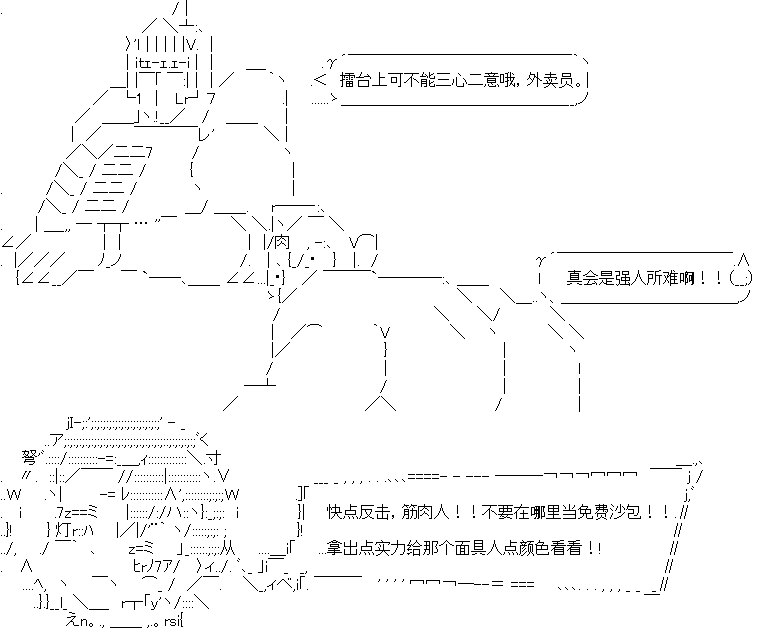 擂台上可不能三心二意哦，外卖员。
真会是强人所难啊！！
快点反击，筋肉人！！不要在哪里当免费沙包！！
...拿出点实力给那个面具人点颜色看看！！